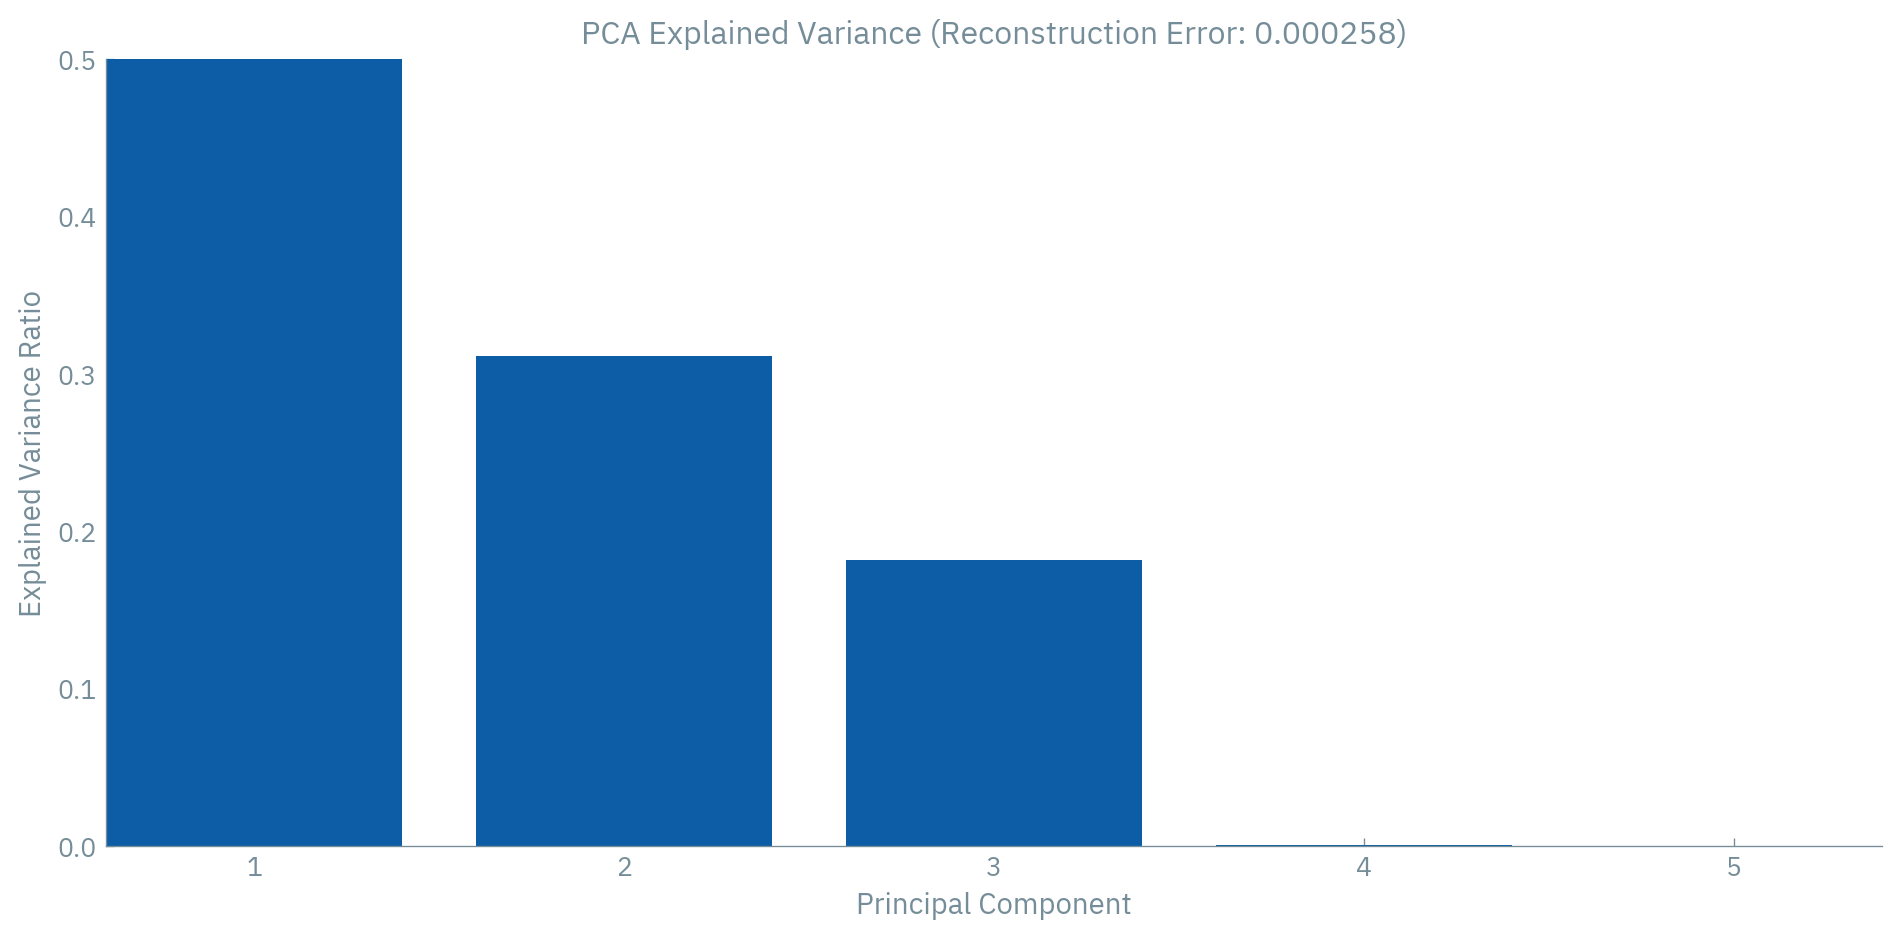 PCA Explained Variance (Reconstruction Error: 0.000258)
Explained Variance Ratio
0.5
0.4
0.3
0.2
0.1
0.0
1 2 3 4 5
Principal Component